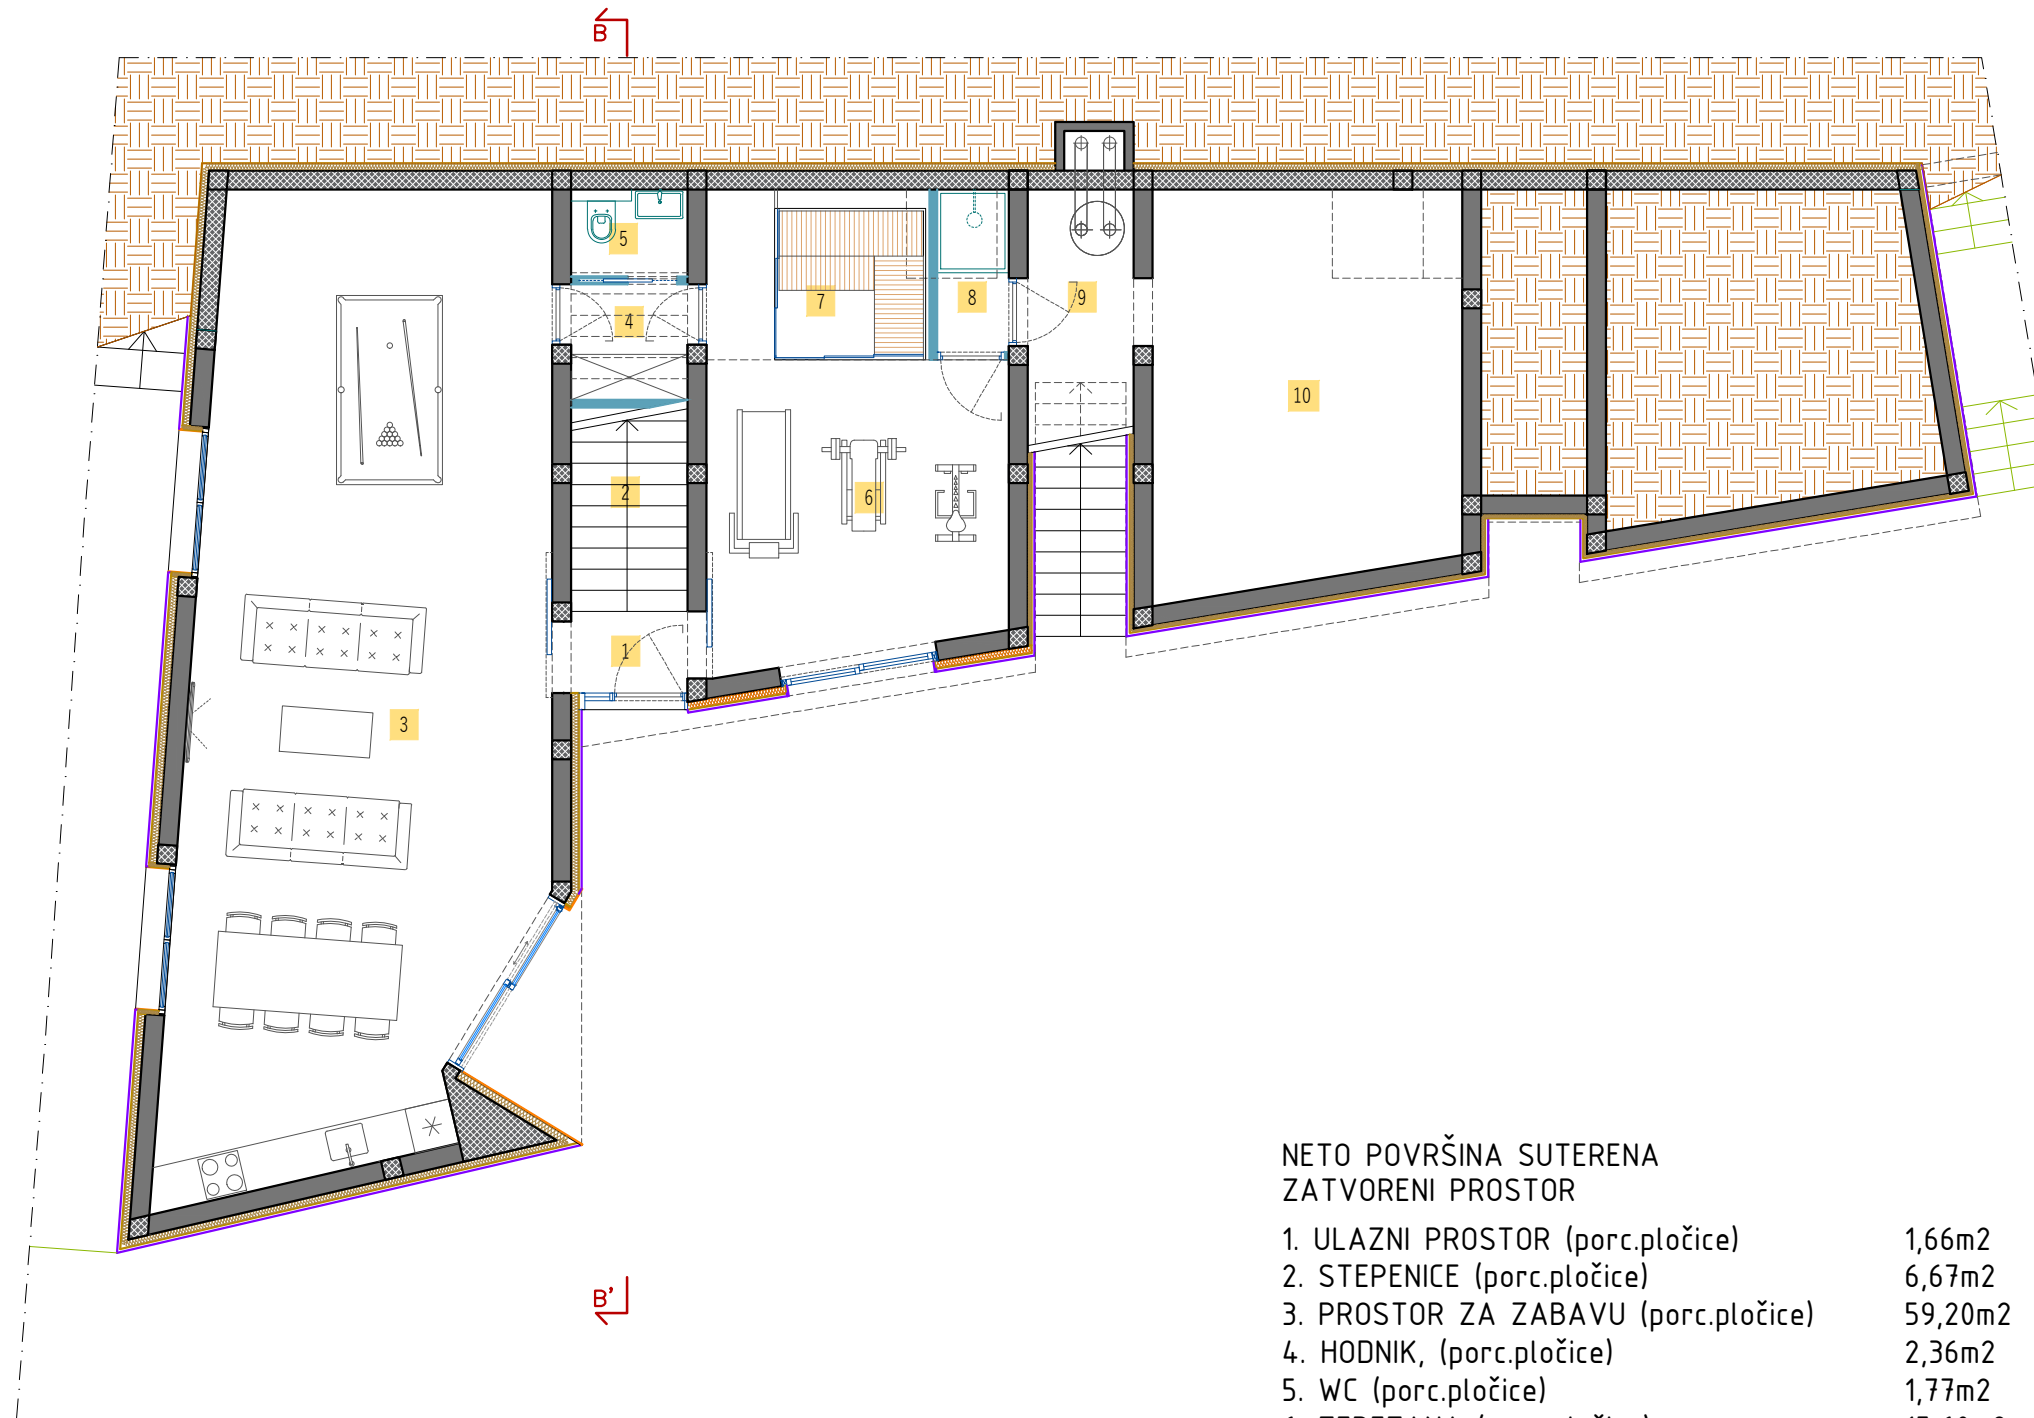 B
5
4
7
8
9
10
2
6
1
3
B'
NETO POVRŠINA SUTERENA
ZATVORENI PROSTOR
1. ULAZNI PROSTOR (porc.pločice) 1,66m2
2. STEPENICE (porc.pločice) 6,67m2
3. PROSTOR ZA ZABAVU (porc.pločice) 59,20m2
4. HODNIK, (porc.pločice) 2,36m2
5. WC (porc.pločice) 1,77m2